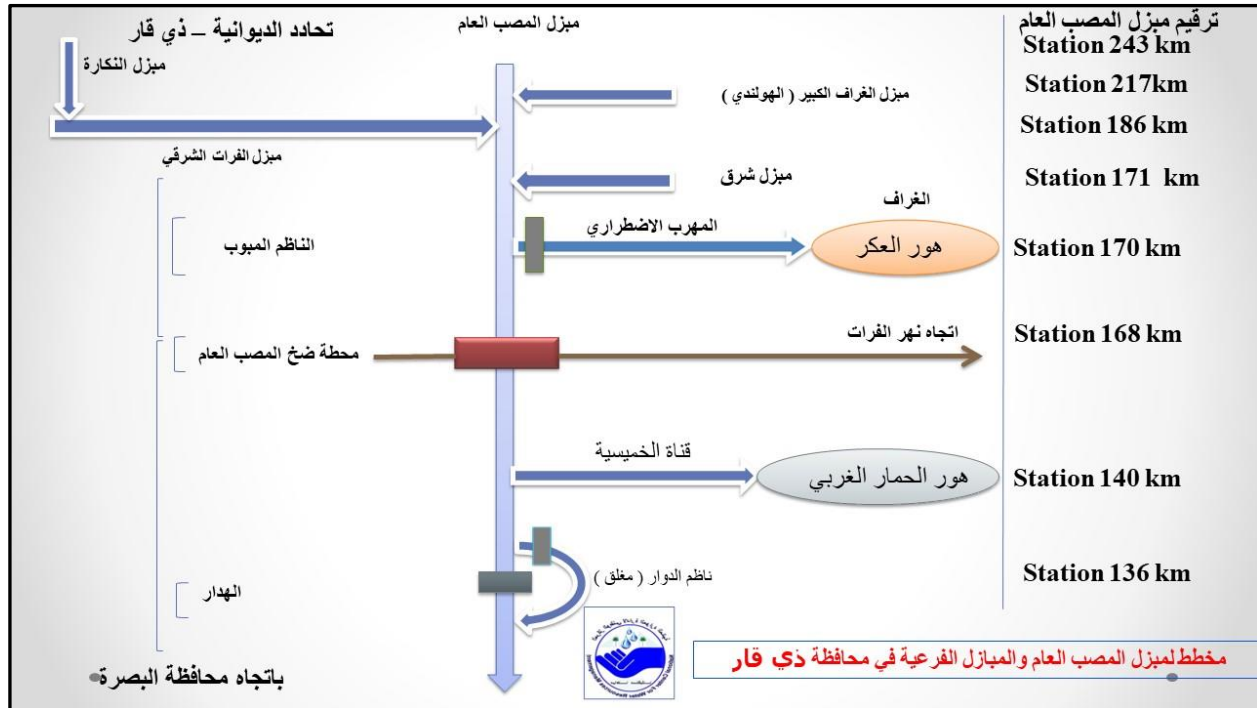 ترقيم مبزل المصب العام
مبزل المصب العام
تحادد الديوانية – ذي قار
Station 243 km
مبزل النكارة
Station 217km
مبزل الغراف الكبير ( الهولندي )
Station 186 km
مبزل الفرات الشرقي
Station 171 km
مبزل شرق
الغراف
المهرب الاضطراري
الناظم المبوب
هور العكر
Station 170 km
اتجاه نهر الفرات
Station 168 km
محطة ضخ المصب العام
قناة الخميسية
هور الحمار الغربي
Station 140 km
ناظم الدوار ( مغلق )
Station 136 km
الهدار
مخطط لمبزل المصب العام والمبازل الفرعية في محافظة ذي قار
باتجاه محافظة البصرة